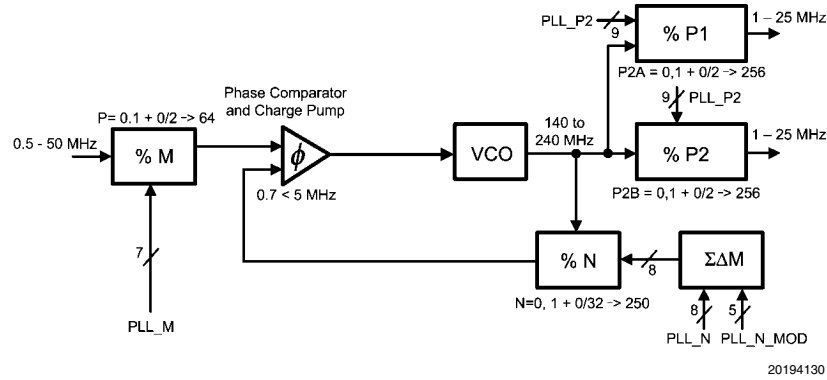 PLL_P2
9
% P1
1 – 25 MHz
9
P2A = 0,1 + 0/2 -> 256
Phase Comparator
and Charge Pump
P= 0.1 + 0/2 -> 64
9
PLL_P2
0.5 - 50 MHz
% M
ϕ
VCO
140 to
240 MHz
% P2
1 – 25 MHz
0.7 < 5 MHz
P2B = 0,1 + 0/2 -> 256
7
% N
8
ΣΔM
N=0, 1 + 0/32 -> 250
8
5
PLL_M
PLL_N
PLL_N_MOD
20194130